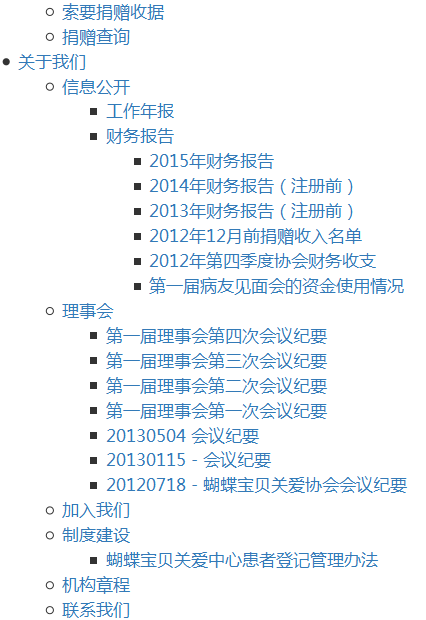 索要捐赠收据
捐赠查询
关于我们
信息公开
工作年报
财务报告
2015年财务报告
2014年财务报告（注册前）
2013年财务报告（注册前）
2012年12月前捐赠收入名单
2012年第四季度协会财务收支
第一届病友见面会的资金使用情况
理事会
第一届理事会第四次会议纪要
第一届理事会第三次会议纪要
第一届理事会第二次会议纪要
第一届理事会第一次会议纪要
20130504 会议纪要
20130115 - 会议纪要
20120718 - 蝴蝶宝贝关爱协会会议纪要
加入我们
制度建设
蝴蝶宝贝关爱中心患者登记管理办法
机构章程
联系我们